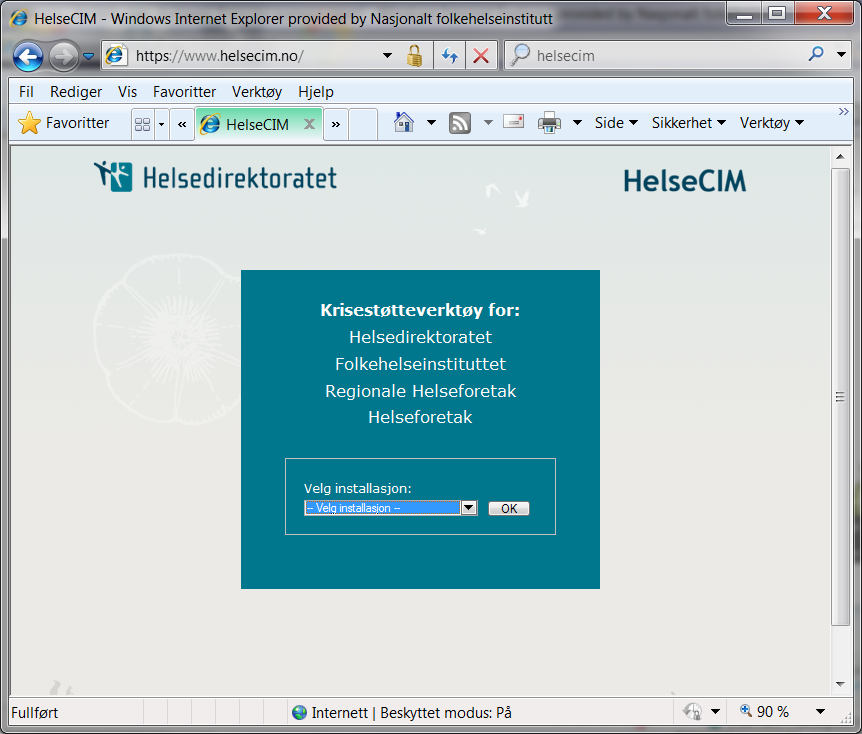 HelseCIM - Windows Internet Explorer provided by Nasjonalt folkehelseinstitutt
https://www.helsecim.no/
helsecim
Fil Rediger Vis Favoritter Verktøy Hjelp
Favoritter « HelseCIM x » Side Sikkerhet Verktøy »
Helsedirektoratet
HelseCIM
Krisestøtteverktøy for:
Helsedirektoratet
Folkehelseinstituttet
Regionale Helseforetak
Helseforetak
Velg installasjon:
-- Velg installasjon --
OK
Fullført
Internett | Beskyttet modus: På
90 %